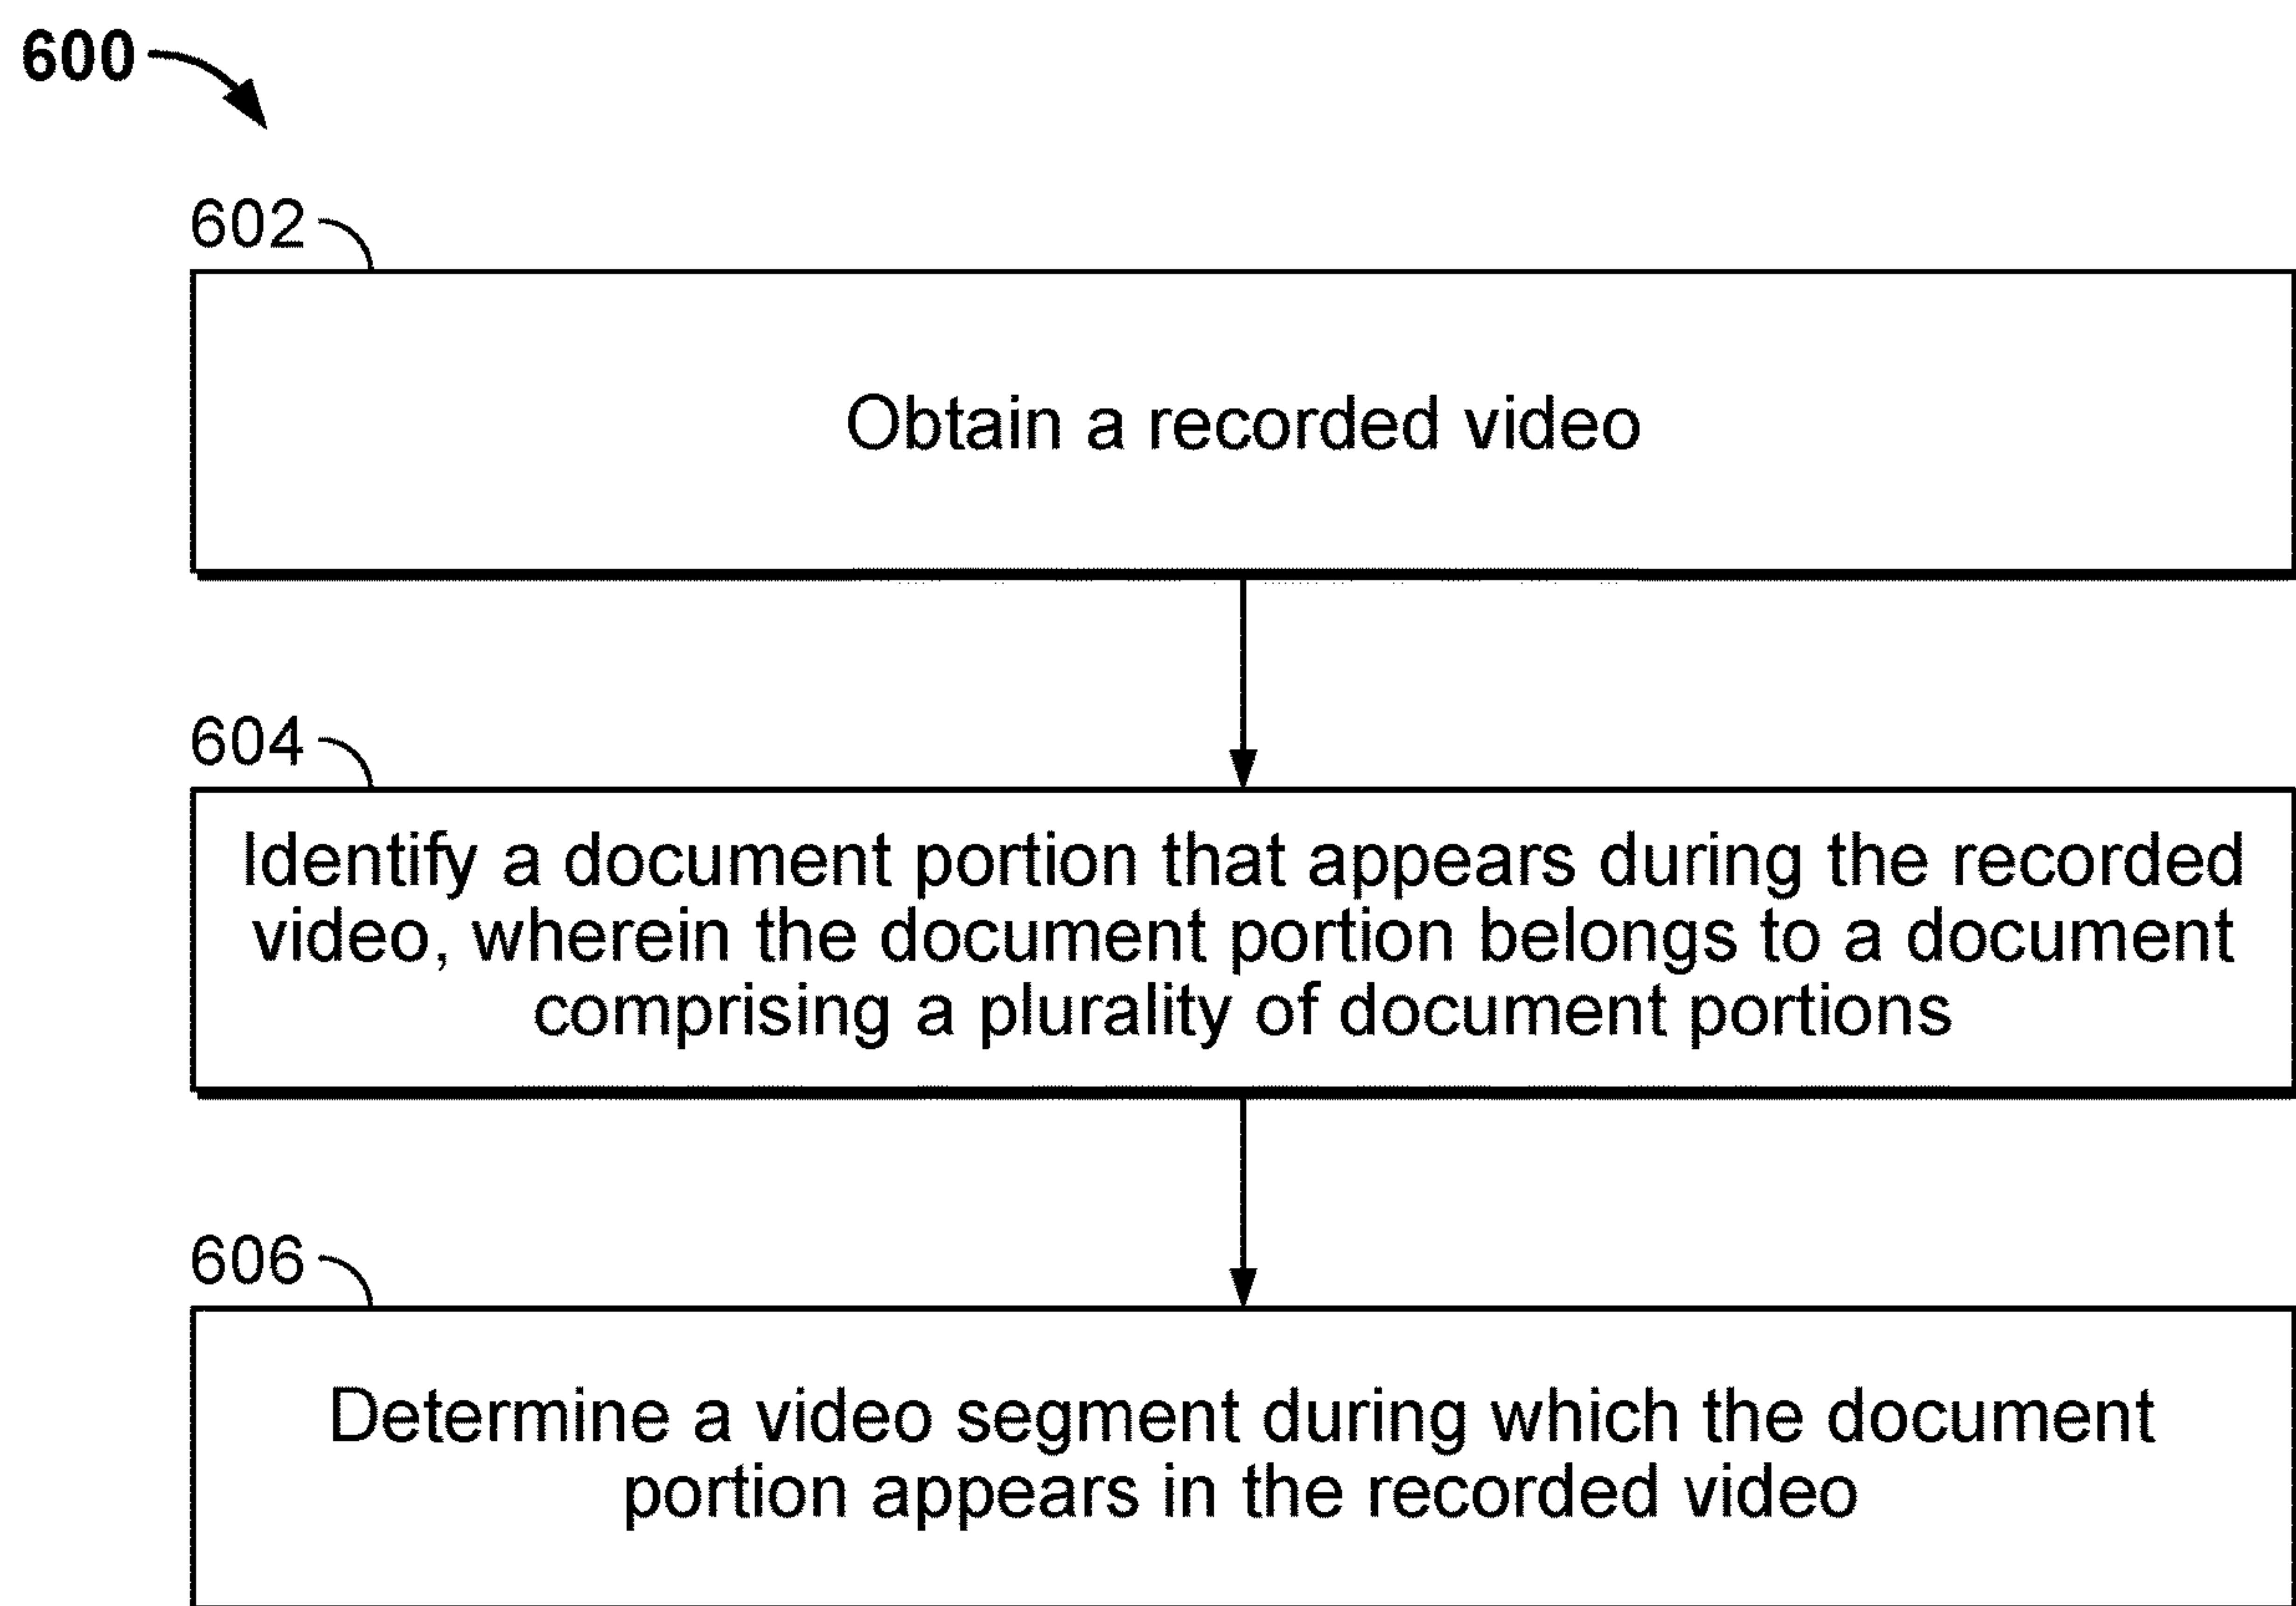 600
602
Obtain a recorded video
604
Identify a document portion that appears during the recorded
video, wherein the document portion belongs to a document
comprising a plurality of document portions
606
Determine a video segment during which the document
portion appears in the recorded video